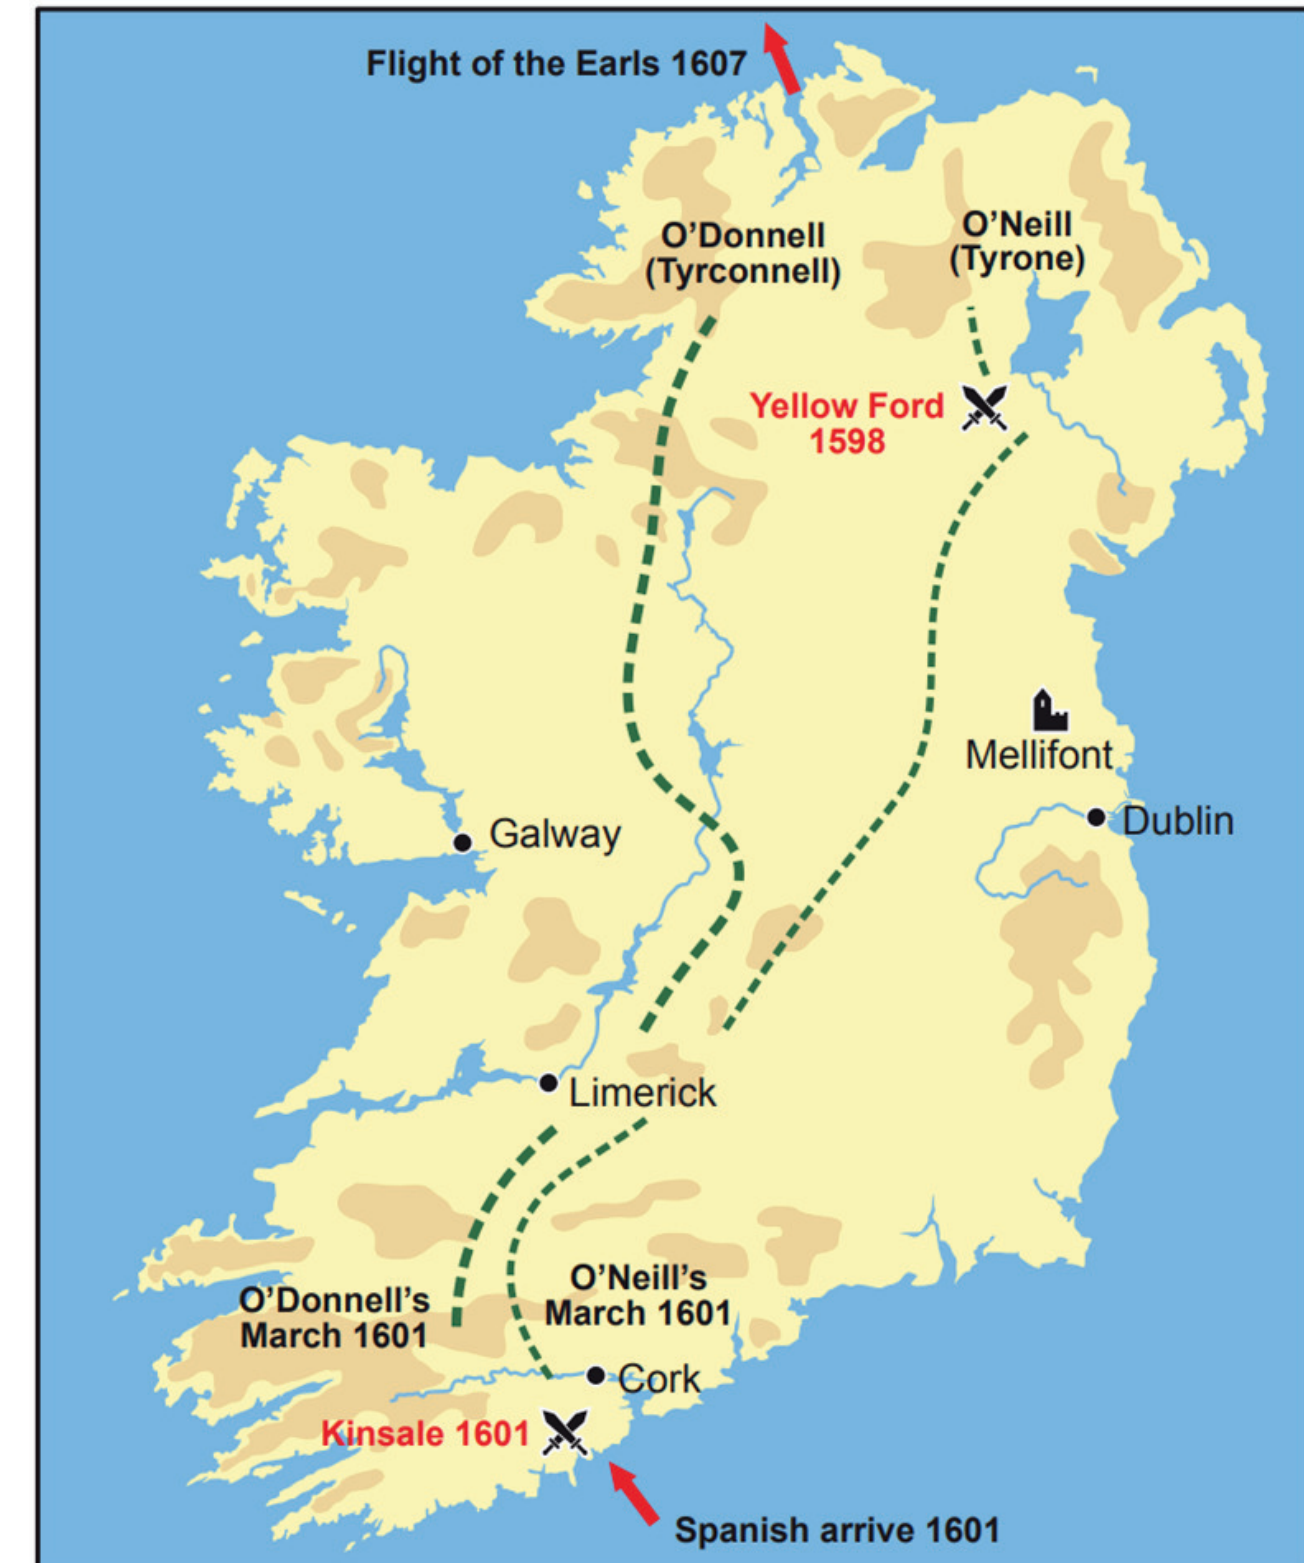 Flight of the Earls 1607
O’Donnell
(Tyrconnell)
O’Neill
(Tyrone)
Yellow Ford
1598
Mellifont
Dublin
Galway
Limerick
O’Donnell’s
March 1601
O’Neill’s
March 1601
Cork
Kinsale 1601
Spanish arrive 1601